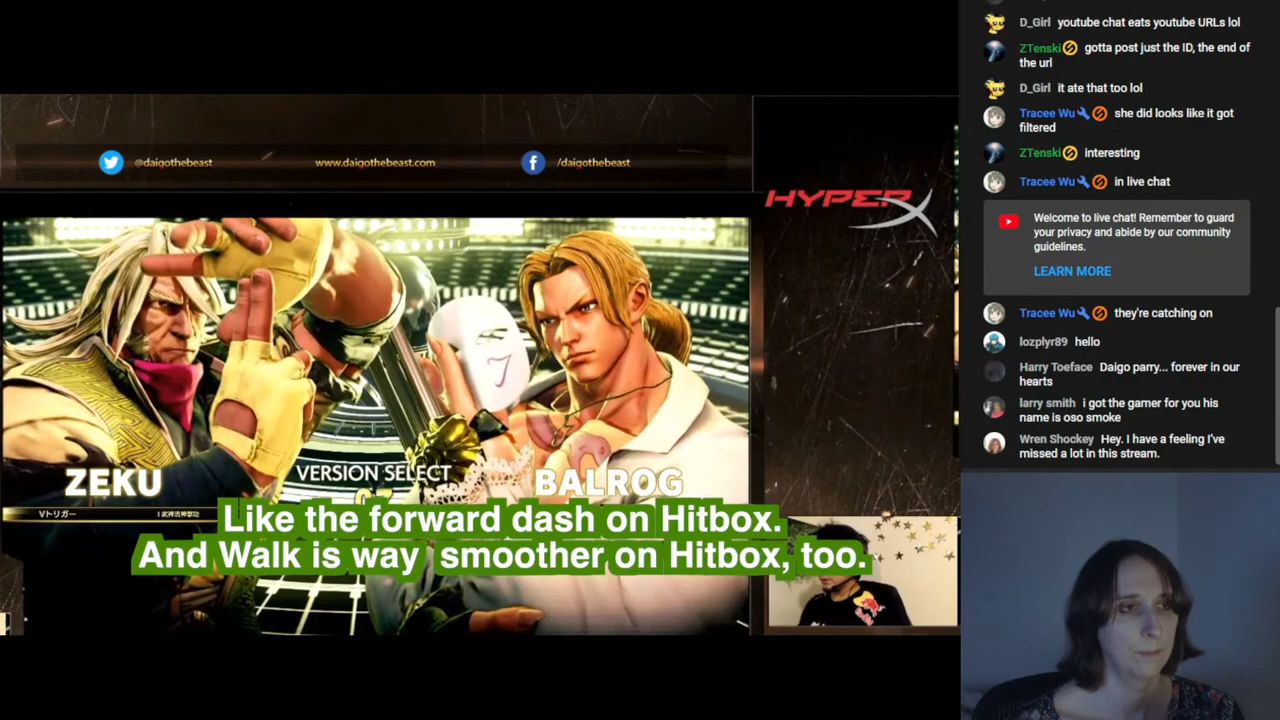 @daigothebeast
www.daigothebeast.com
/daigothebeast
HYPERX
7
ZEKU
VERSION SELECT
BALROG
Vトリガー
Like the forward dash on Hitbox.
And Walk is way smoother on Hitbox, too.
D_Girl youtube chat eats youtube URLs lol
ZTenski gotta post just the ID, the end of
the url
D_Girl it ate that too lol
Tracee Wu she did looks like it got
filtered
ZTenski interesting
Tracee Wu in live chat
Welcome to live chat! Remember to guard
your privacy and abide by our community
guidelines.
LEARN MORE
Tracee Wu they're catching on
lozplyr89 hello
Harry Toeface Daigo parry... forever in our
hearts
larry smith i got the gamer for you his
name is oso smoke
Wren Shockey Hey. I have a feeling I've
missed a lot in this stream.